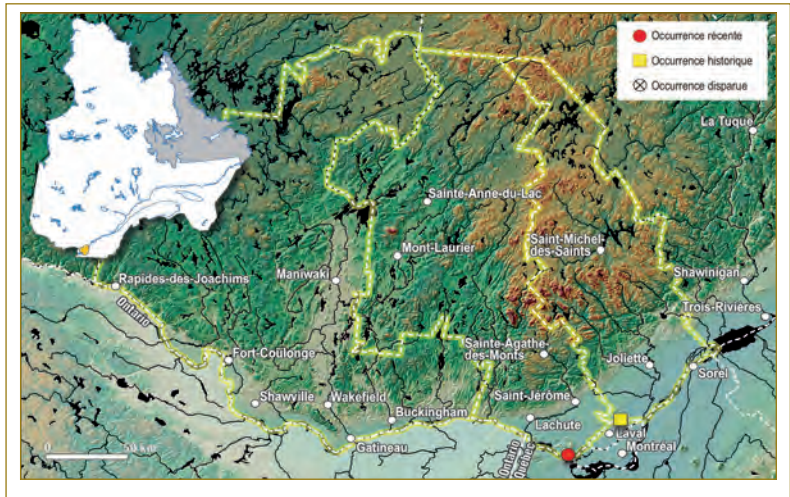 Occurrence récente
Occurrence historique
Occurrence disparue
La Tuque
Sainte-Anne-du-Lac
Saint-Michel
des-Saints
Mont-Laurier
Maniwaki
Rapides-des-Joachims
Shawinigan
Ontario
Trois-Rivières
Fort-Coulonge
Sainte-Agathe
des-Monts
Joliette
Sorel
Shawville
Wakefield
Saint-Jérôme
Buckingham
Lachute
Laval
Gatineau
Montréal
0
50 km
Ontario
Québec